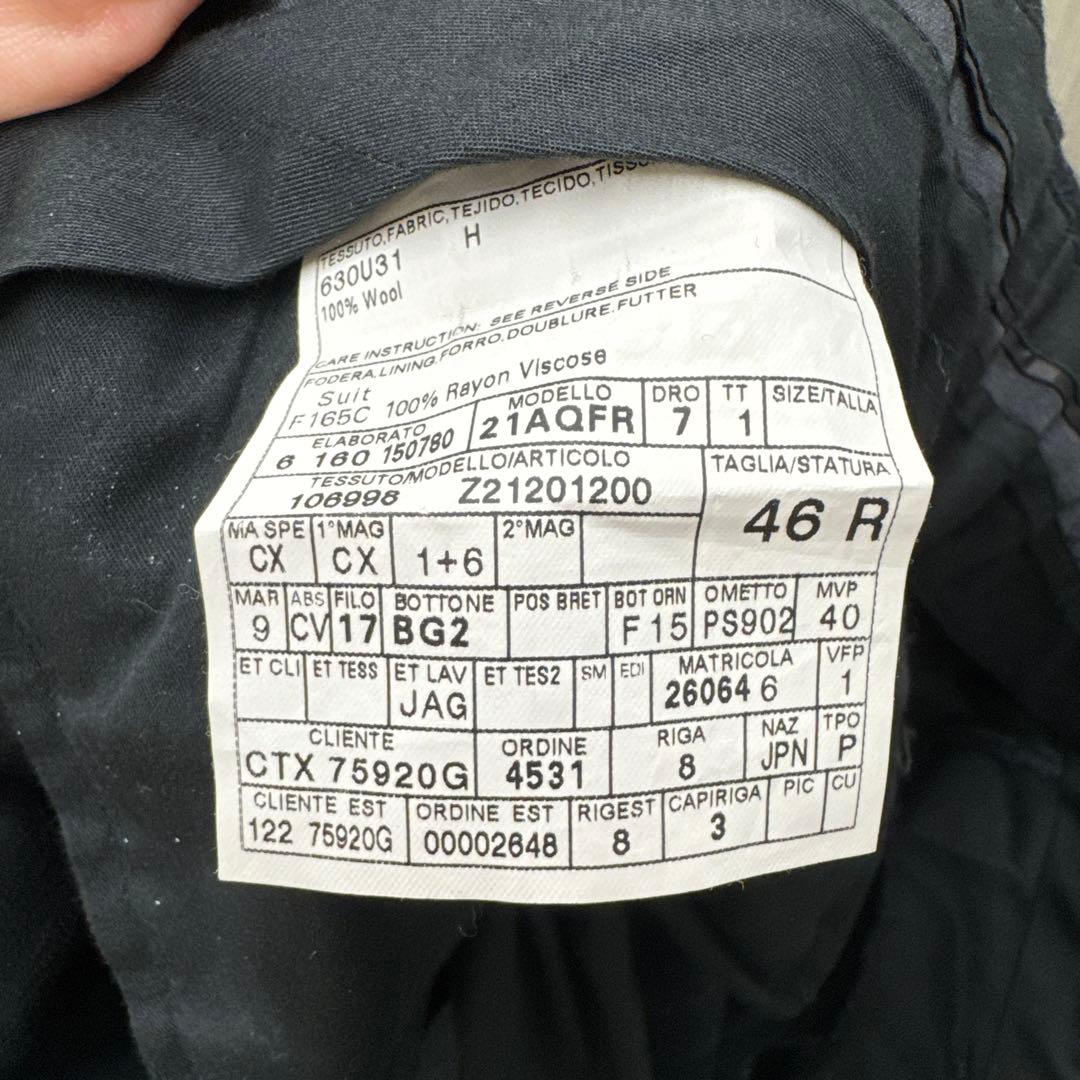 TESSUTO,FABRIC,TEJIDO,TECIDO,
630U31 H
100% Wool
CARE INSTRUCTION: SEE REVERSE SIDE
FODERA.LINING.FORRO.DOUBLURE.FUTTER
Suit
F165C 100% Rayon Viscose
ELABORATO MODELLO DRO TT SIZE/TALLA
6 160 150780 21AQFR 7 1
TESSUTO/MODELLO/ARTICOLO TAGLIA/STATURA
106998 Z21201200 46 R
MA SPE 1°MAG 2°MAG
CX CX 1+6
MAR ABS FILO BOTTONE POS BRET BOT ORN OMETTO MVP
9 CV 17 BG2 F 15 PS902 40
ET CLI ET TESS ET LAV ET TES2 SM EDI MATRICOLA VFP
JAG 26064 6 1
CLIENTE ORDINE RIGA NAZ TPO
CTX 75920G 4531 8 JPN P
CLIENTE EST ORDINE EST RIGEST CAPIRIGA PIC CU
122 75920G 00002648 8 3